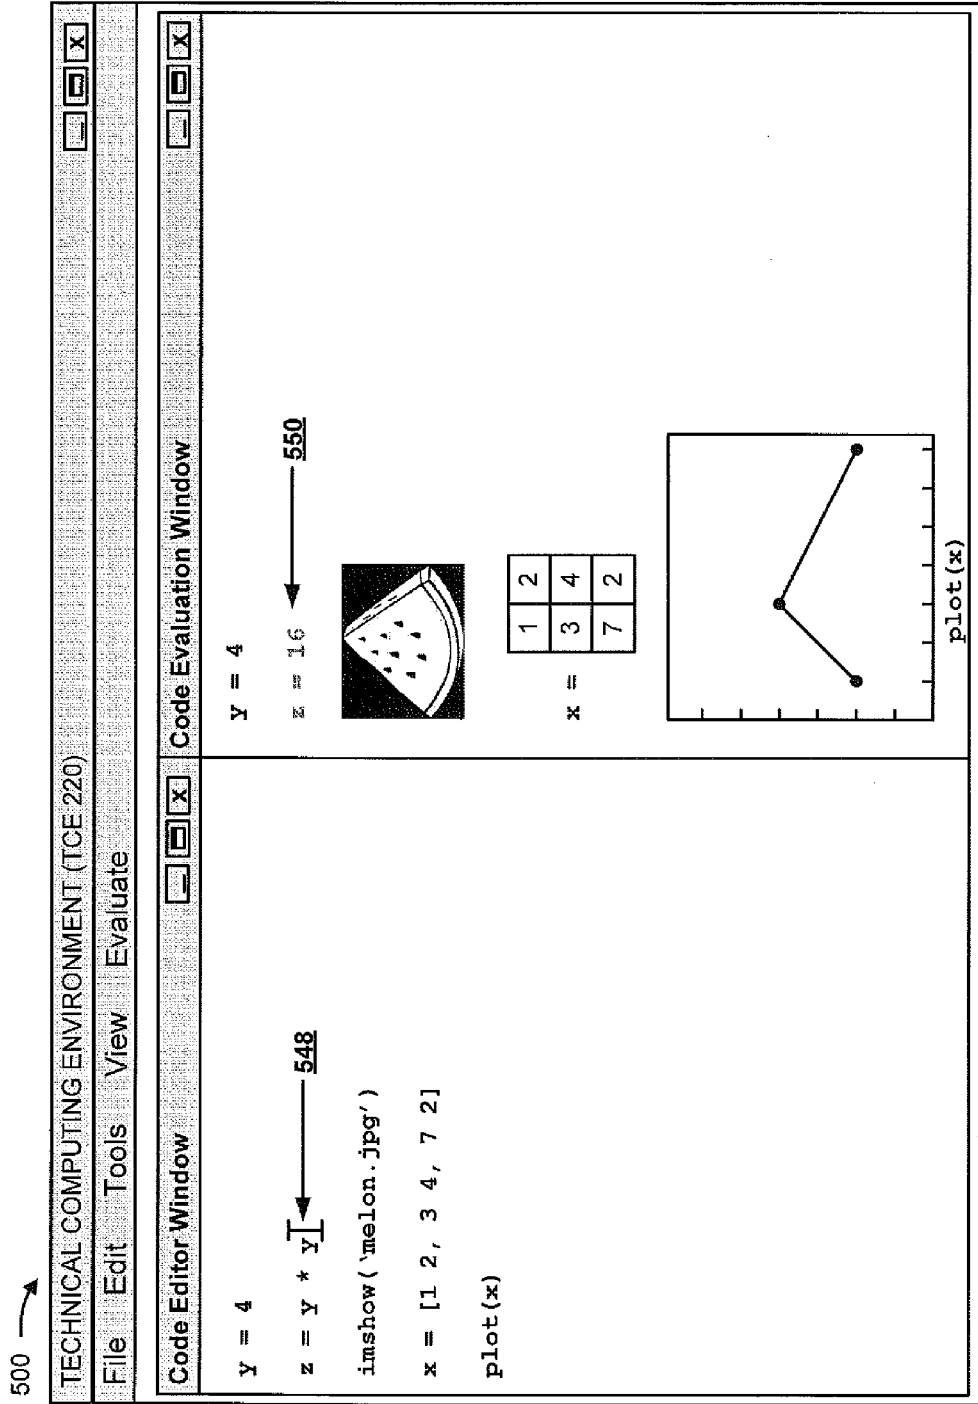 500
TECHNICAL COMPUTING ENVIRONMENT (TCE 220)
File Edit Tools View Evaluate
Code Editor Window
y = 4
z = y * y
548
imshow(‵melon.jpg′)
x = [1 2, 3 4, 7 2]
plot(x)
Code Evaluation Window
y = 4
z = 16
550
x =
1 2
3 4
7 2
plot(x)